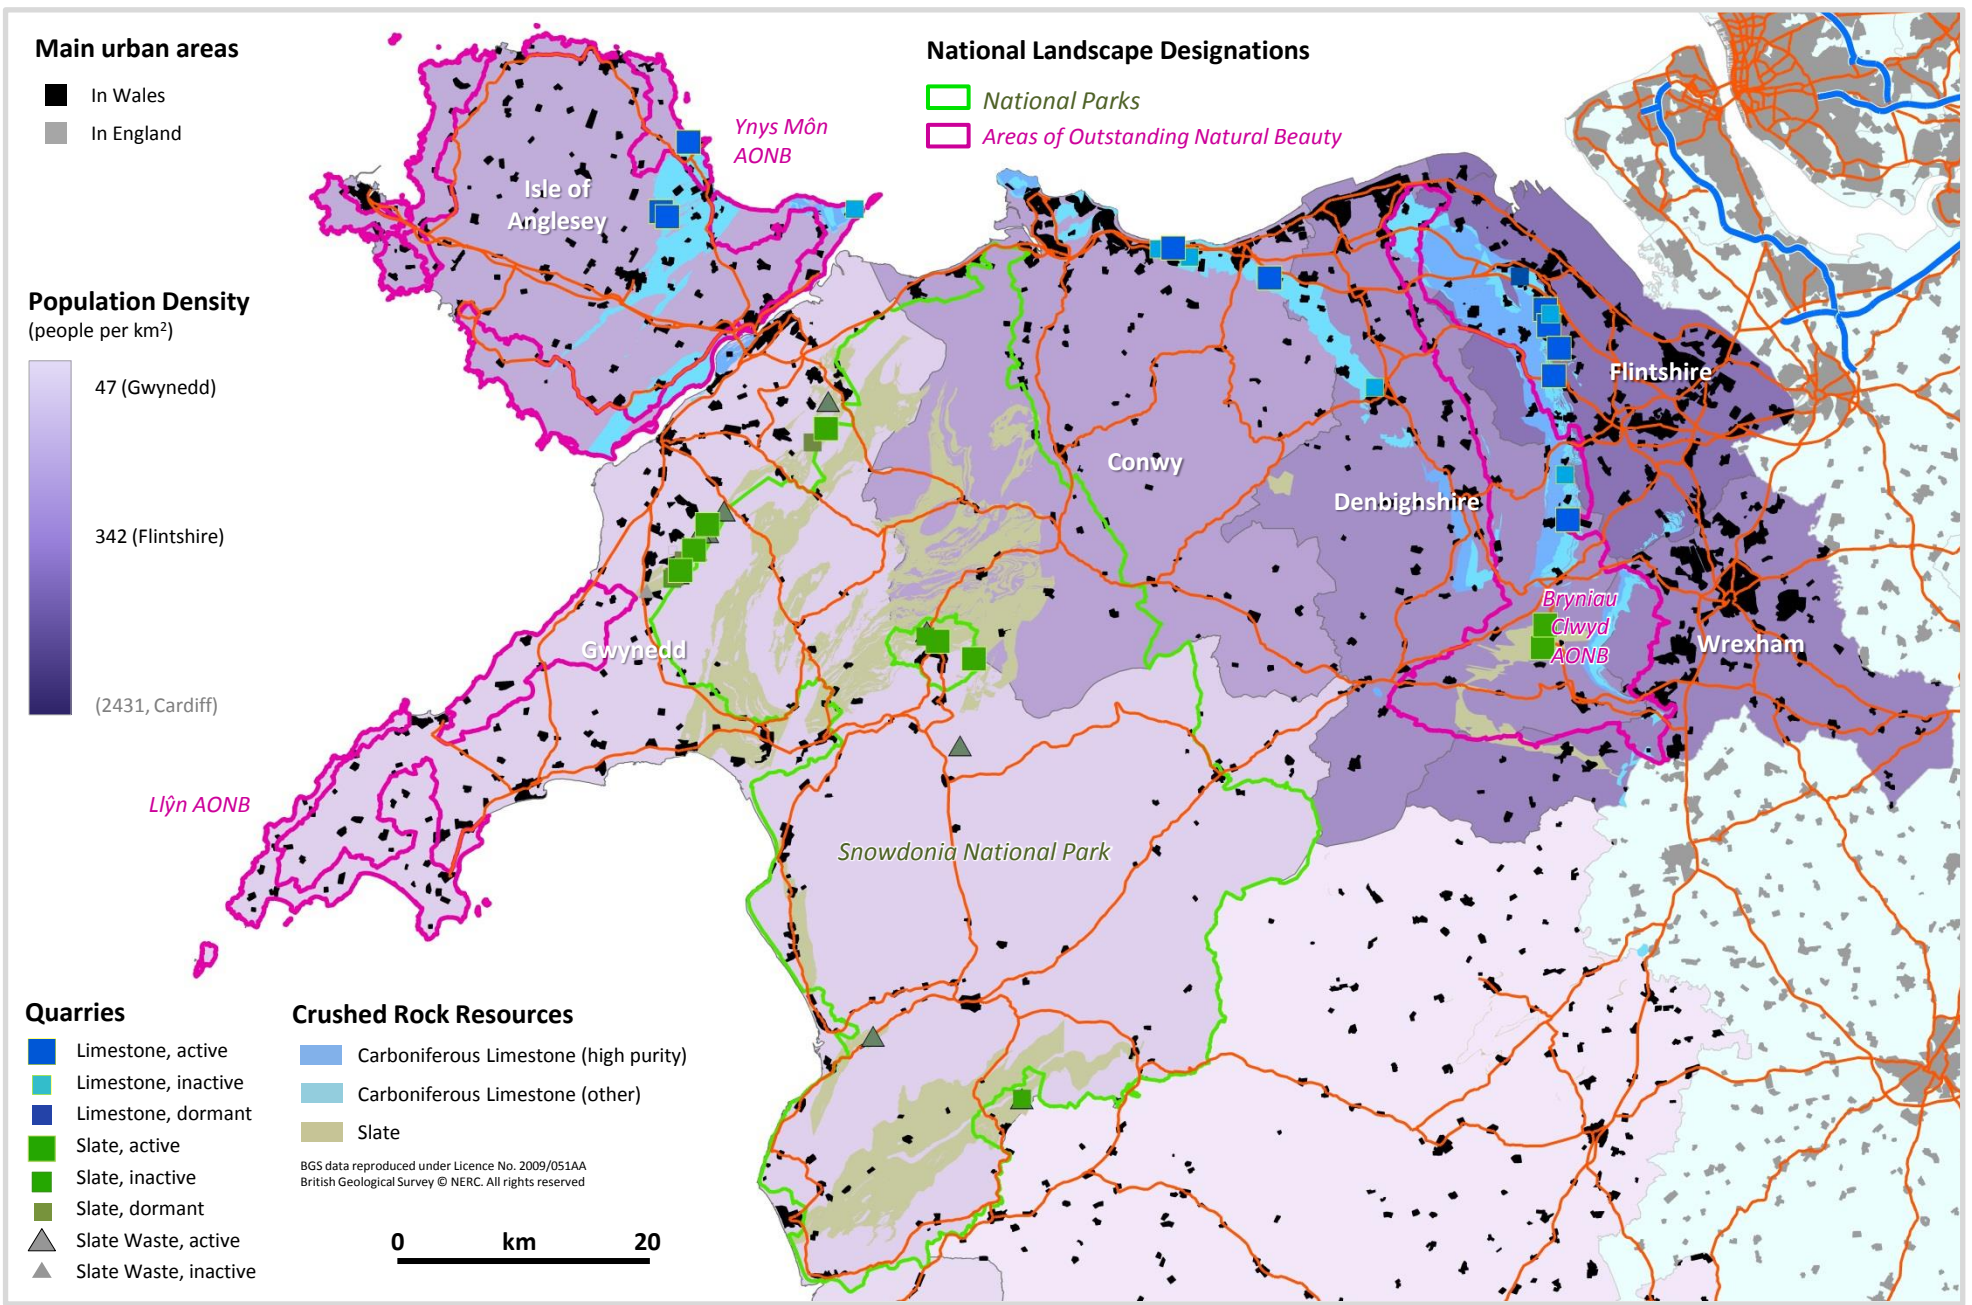 Main urban areas
In Wales
In England
National Landscape Designations
National Parks
Areas of Outstanding Natural Beauty
Ynys Môn
AONB
Isle of
Anglesey
Population Density
(people per km²)
47 (Gwynedd)
342 (Flintshire)
(2431, Cardiff)
Flintshire
Conwy
Denbighshire
Bryniau
Clwyd
AONB
Wrexham
Gwynedd
Llŷn AONB
Snowdonia National Park
Quarries
Limestone, active
Limestone, inactive
Limestone, dormant
Slate, active
Slate, inactive
Slate, dormant
Slate Waste, active
Slate Waste, inactive
Crushed Rock Resources
Carboniferous Limestone (high purity)
Carboniferous Limestone (other)
Slate
BGS data reproduced under Licence No. 2009/051AA
British Geological Survey © NERC. All rights reserved
0 km 20